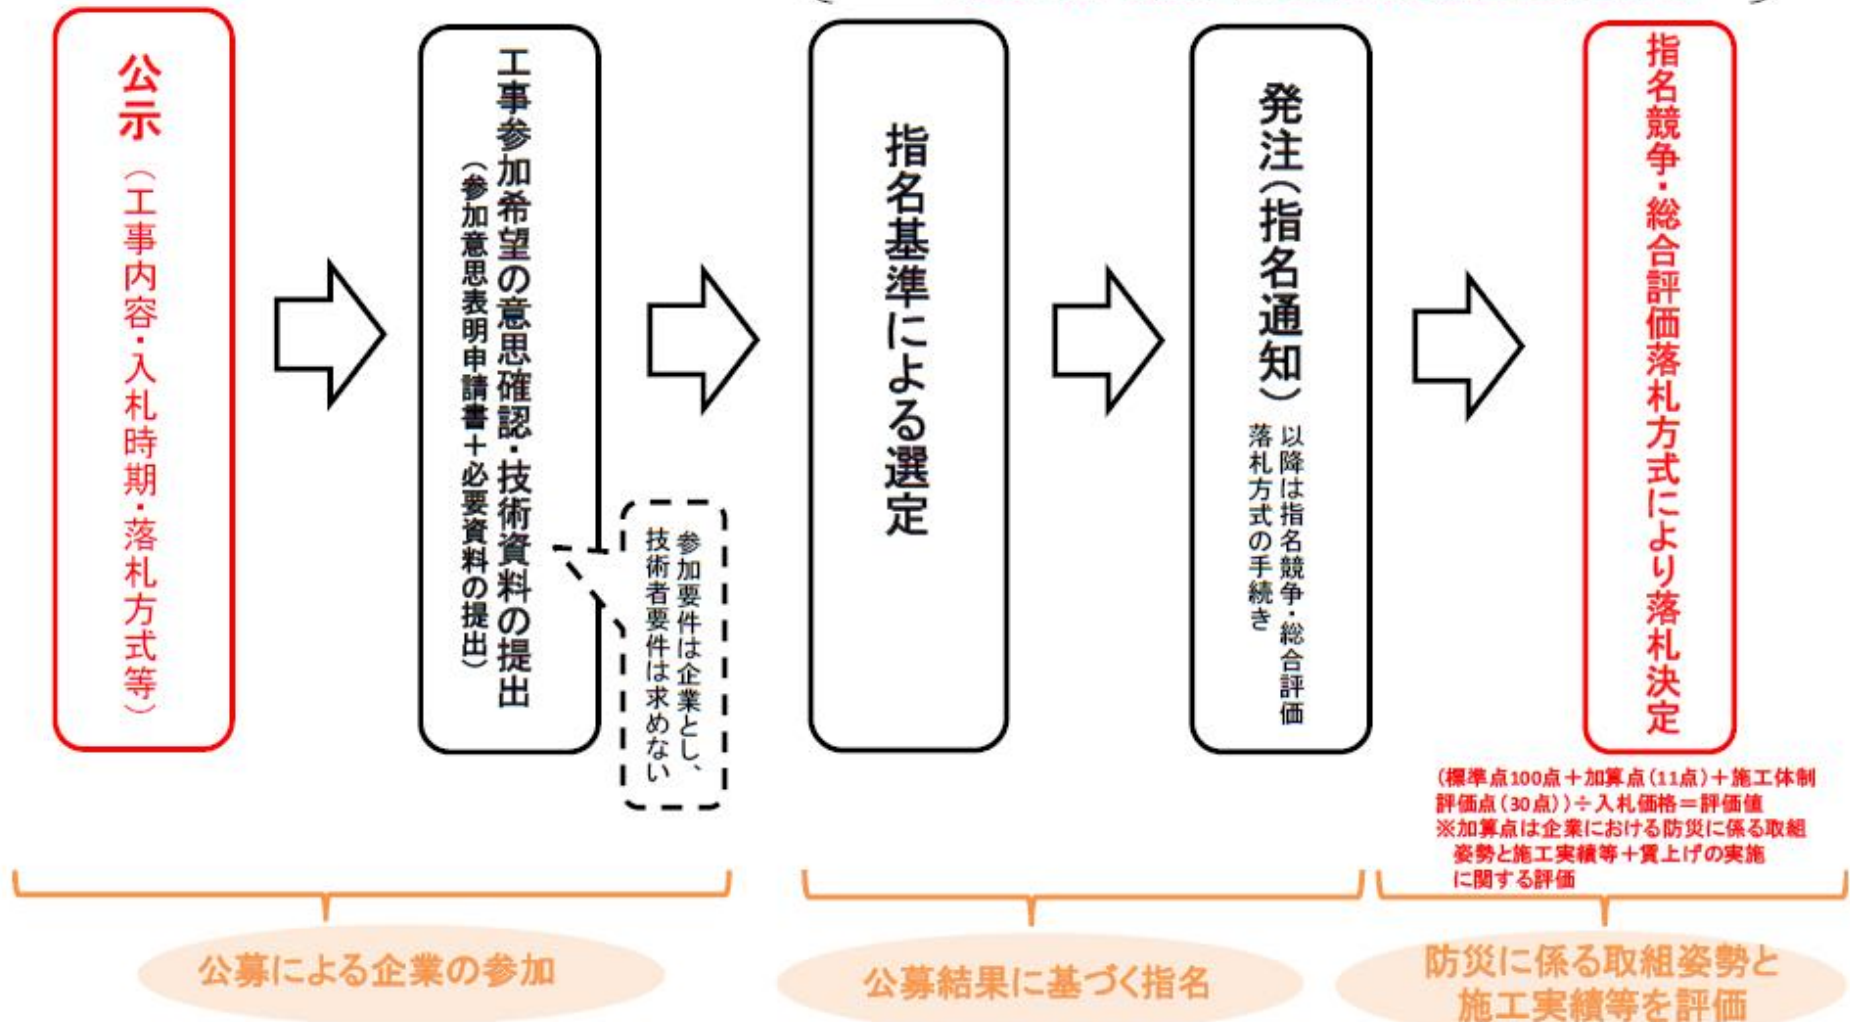 公示（工事内容・入札時期・落札方式等）
工事参加希望の意思確認・技術資料の提出
（参加意思表明申請書＋必要資料の提出）
参加要件は企業とし、
技術者要件は求めない
指名基準による選定
発注（指名通知）
以降は指名競争・総合評価
落札方式の手続き
指名競争・総合評価落札方式により落札決定
（標準点100点＋加算点（11点）＋施工体制
評価点（30点））÷入札価格＝評価値
※加算点は企業における防災に係る取組
姿勢と施工実績等＋賃上げの実施
に関する評価
公募による企業の参加
公募結果に基づく指名
防災に係る取組姿勢と
施工実績等を評価